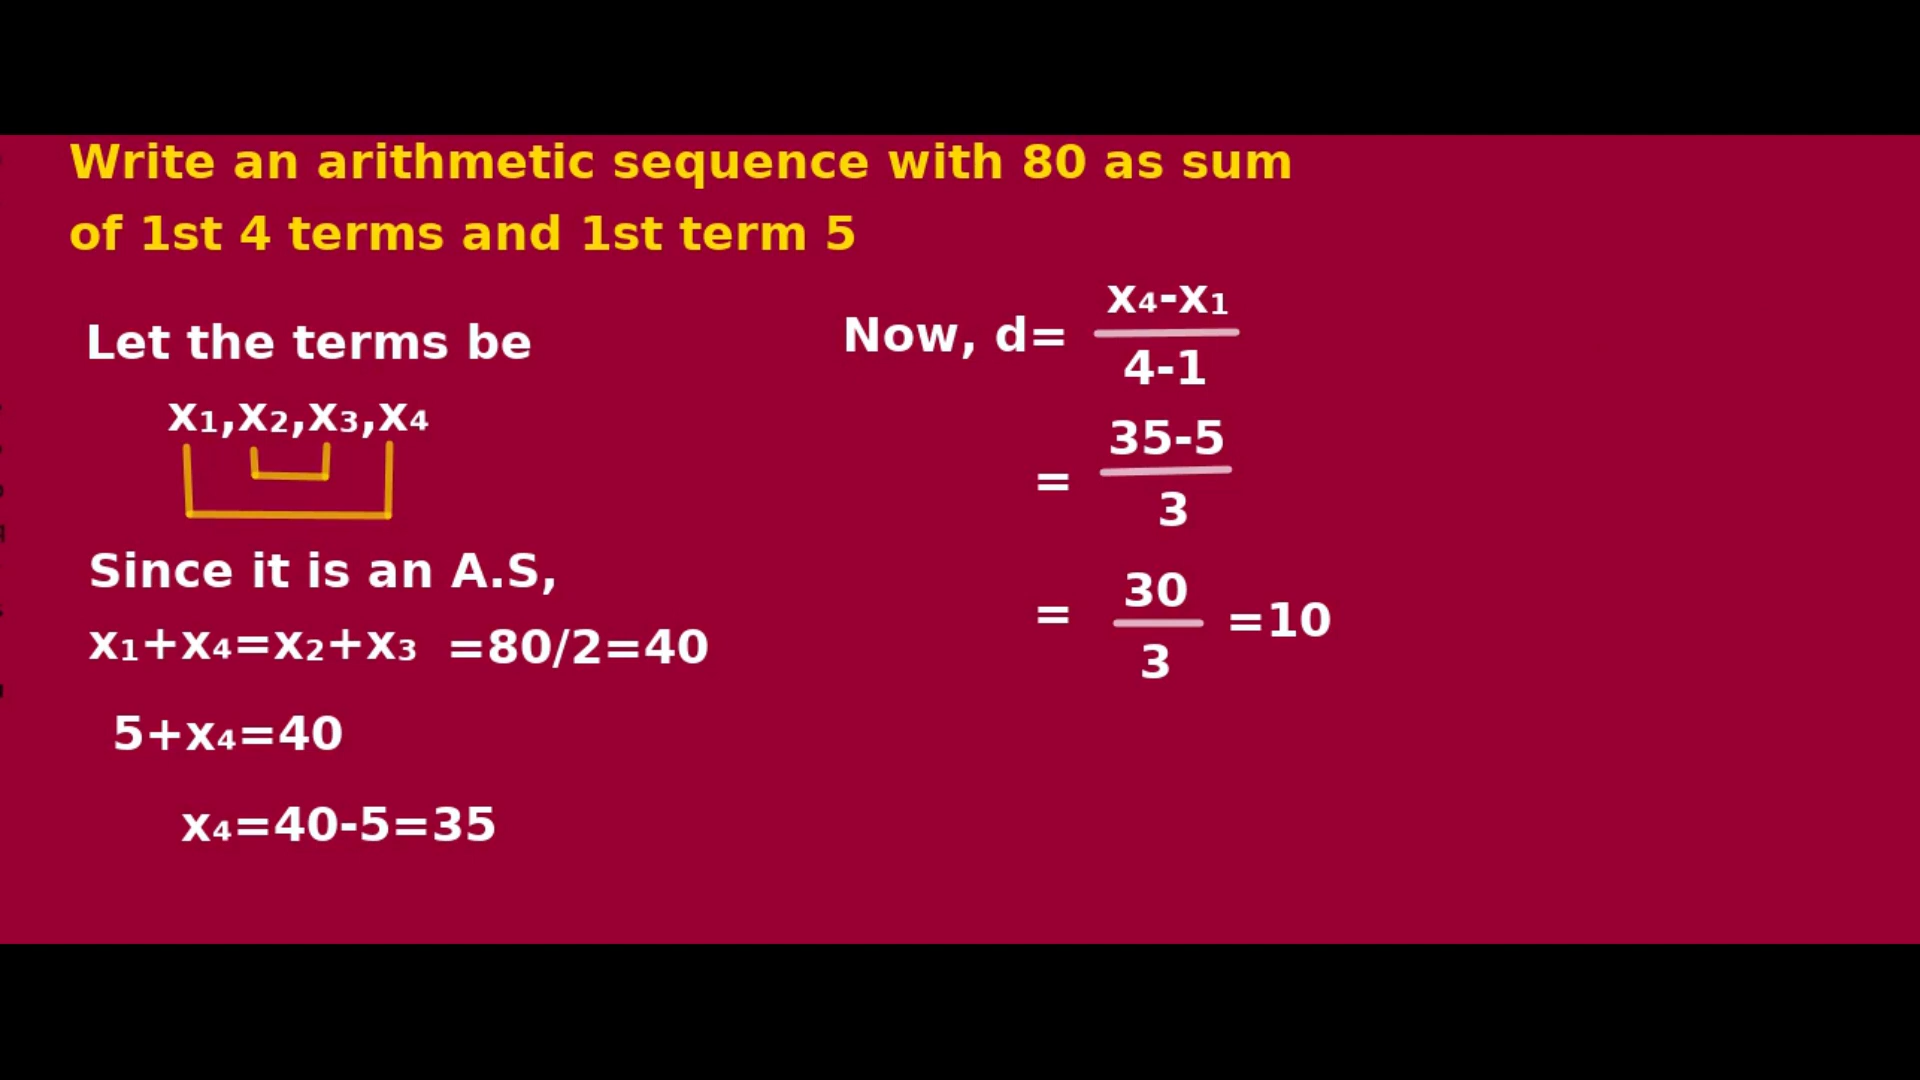 Write an arithmetic sequence with 80 as sum
of 1st 4 terms and 1st term 5
Let the terms be
x₁,x₂,x₃,x₄
Since it is an A.S,
x₁+x₄=x₂+x₃ =80/2=40
5+x₄=40
x₄=40-5=35
Now, d=
x₄-x₁
4-1
=
35-5
3
=
30
3
=10